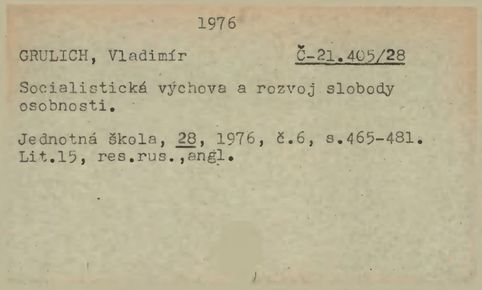 1976
GRULICH, Vladimír Č-21.405/28
Socialistická výchova a rozvoj slobody
osobnosti.
Jednotná škola, 28, 1976, č.6, s.465-481.
Lit.15, res.rus.,angl.